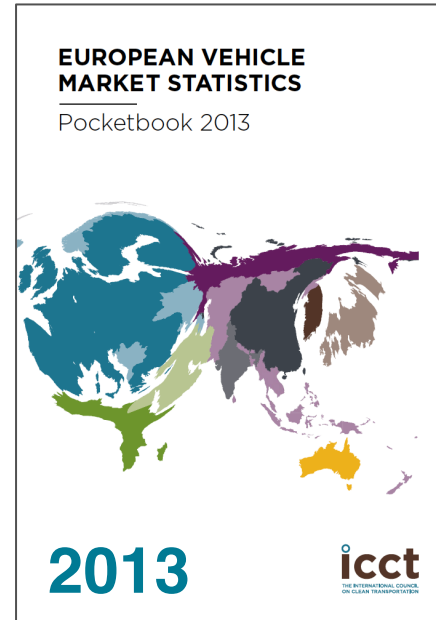 EUROPEAN VEHICLE
MARKET STATISTICS
Pocketbook 2013
2013
icct
THE INTERNATIONAL COUNCIL
ON CLEAN TRANSPORTATION